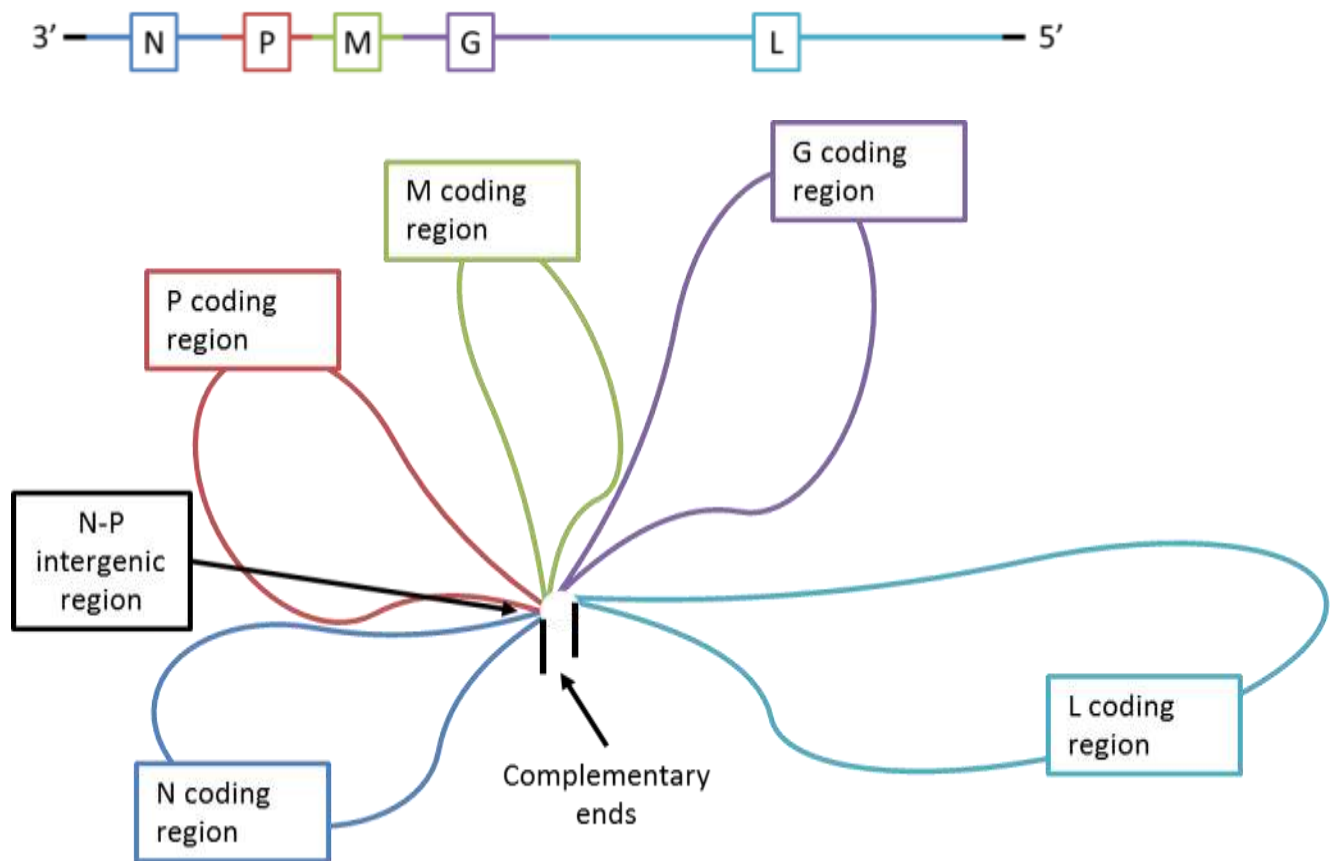 3’ N P M G L 5’
G coding
region
M coding
region
P coding
region
N-P
intergenic
region
L coding
region
Complementary
ends
N coding
region